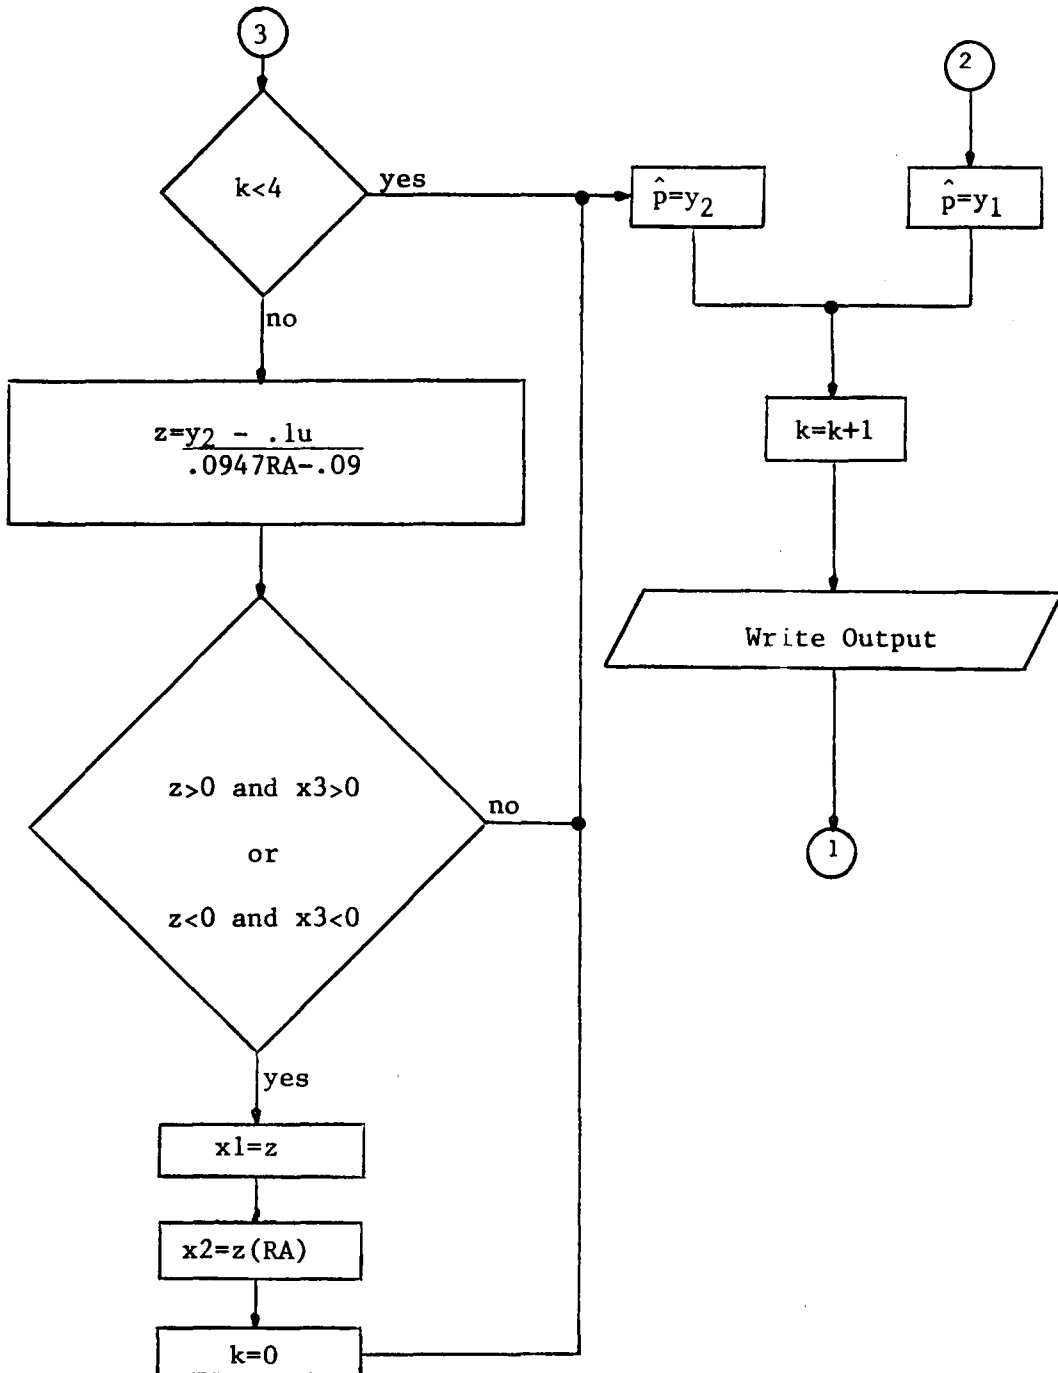 3
k<4
yes
no
z=y2 - .1u
.0947RA-.09
z>0 and x3>0
or
z<0 and x3<0
no
yes
x1=z
x2=z(RA)
k=0
2
p̂=y2
p̂=y1
k=k+1
Write Output
1